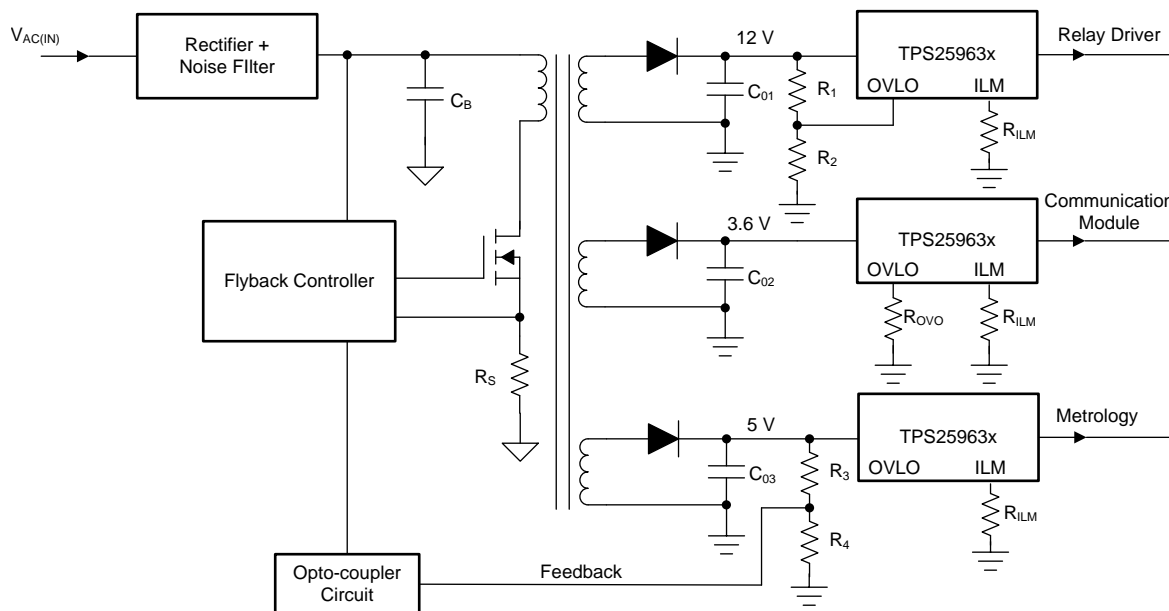 V_AC(IN)
Rectifier +
Noise FIlter
C_B
Flyback Controller
R_S
Opto-coupler
Circuit
Feedback
12 V
C_01
R_1
R_2
TPS25963x
OVLO ILM
R_ILM
Relay Driver
3.6 V
C_02
TPS25963x
OVLO ILM
R_OVO
R_ILM
Communication
Module
5 V
C_03
R_3
R_4
TPS25963x
OVLO ILM
R_ILM
Metrology